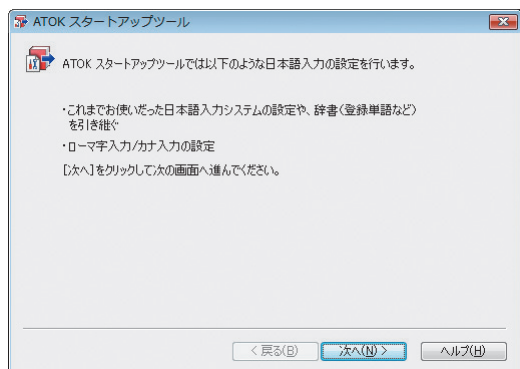 ATOK スタートアップツール
ATOK スタートアップツールでは以下のような日本語入力の設定を行います。
・これまでお使いだった日本語入力システムの設定や、辞書(登録単語など)
を引き継ぐ
・ローマ字入力/カナ入力の設定
[次へ]をクリックして次の画面へ進んでください。
< 戻る(B) 次へ(N) > ヘルプ(H)